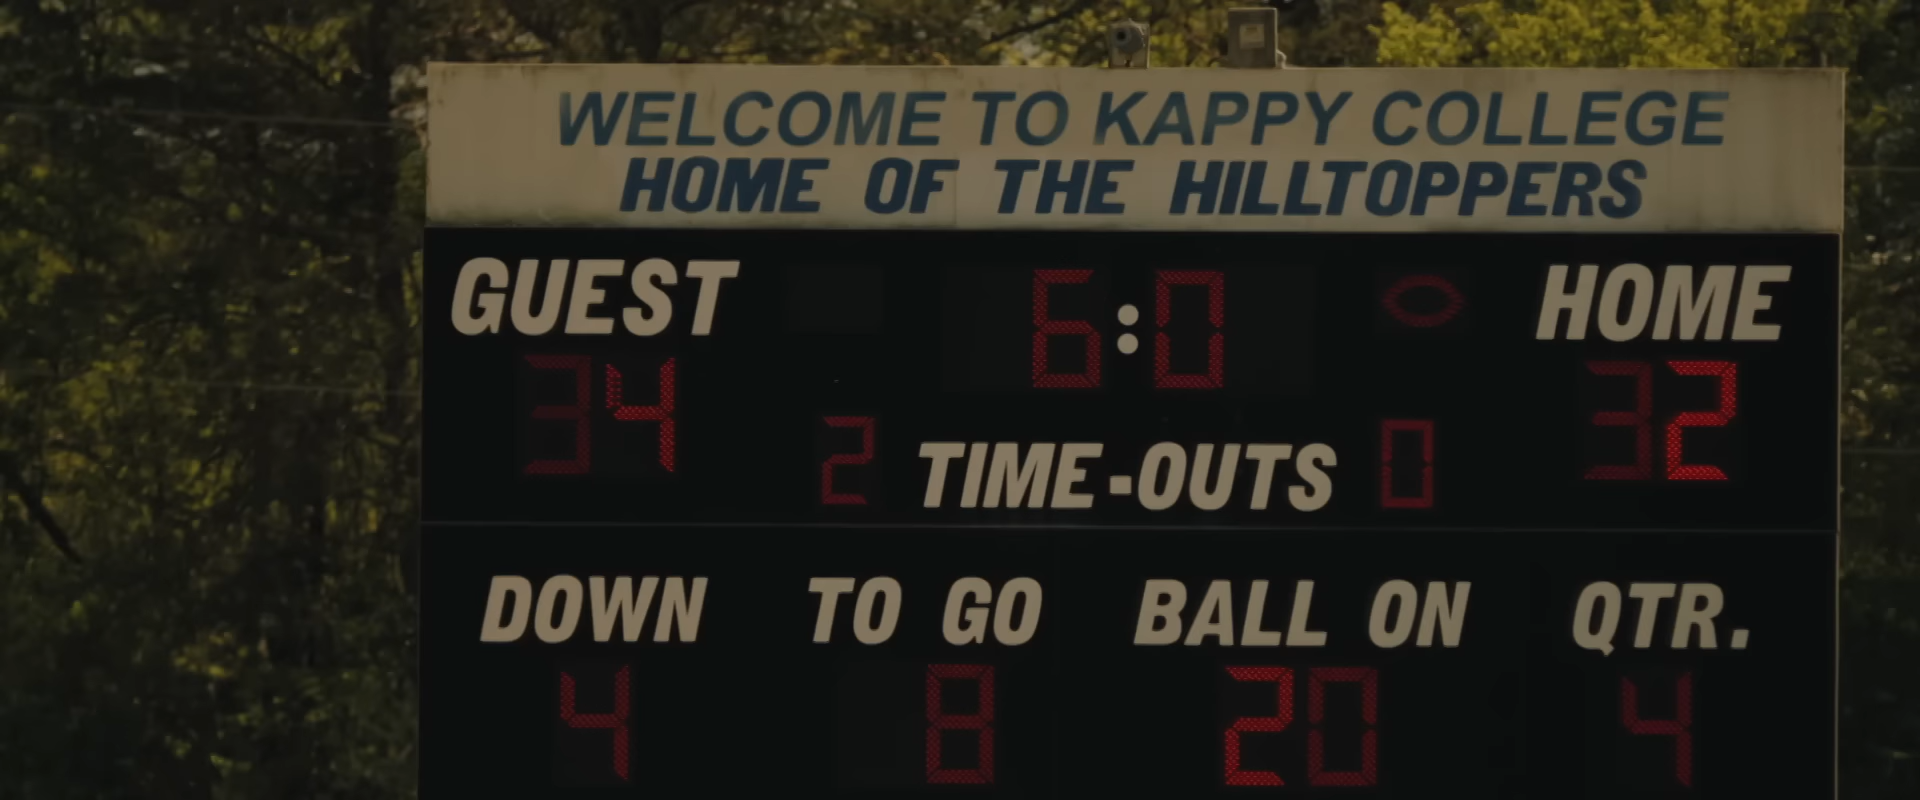 WELCOME TO KAPPY COLLEGE
HOME OF THE HILLTOPPERS
GUEST 6:0 HOME
34 32
2 TIME-OUTS 0
DOWN TO GO BALL ON QTR.
4 8 20 4